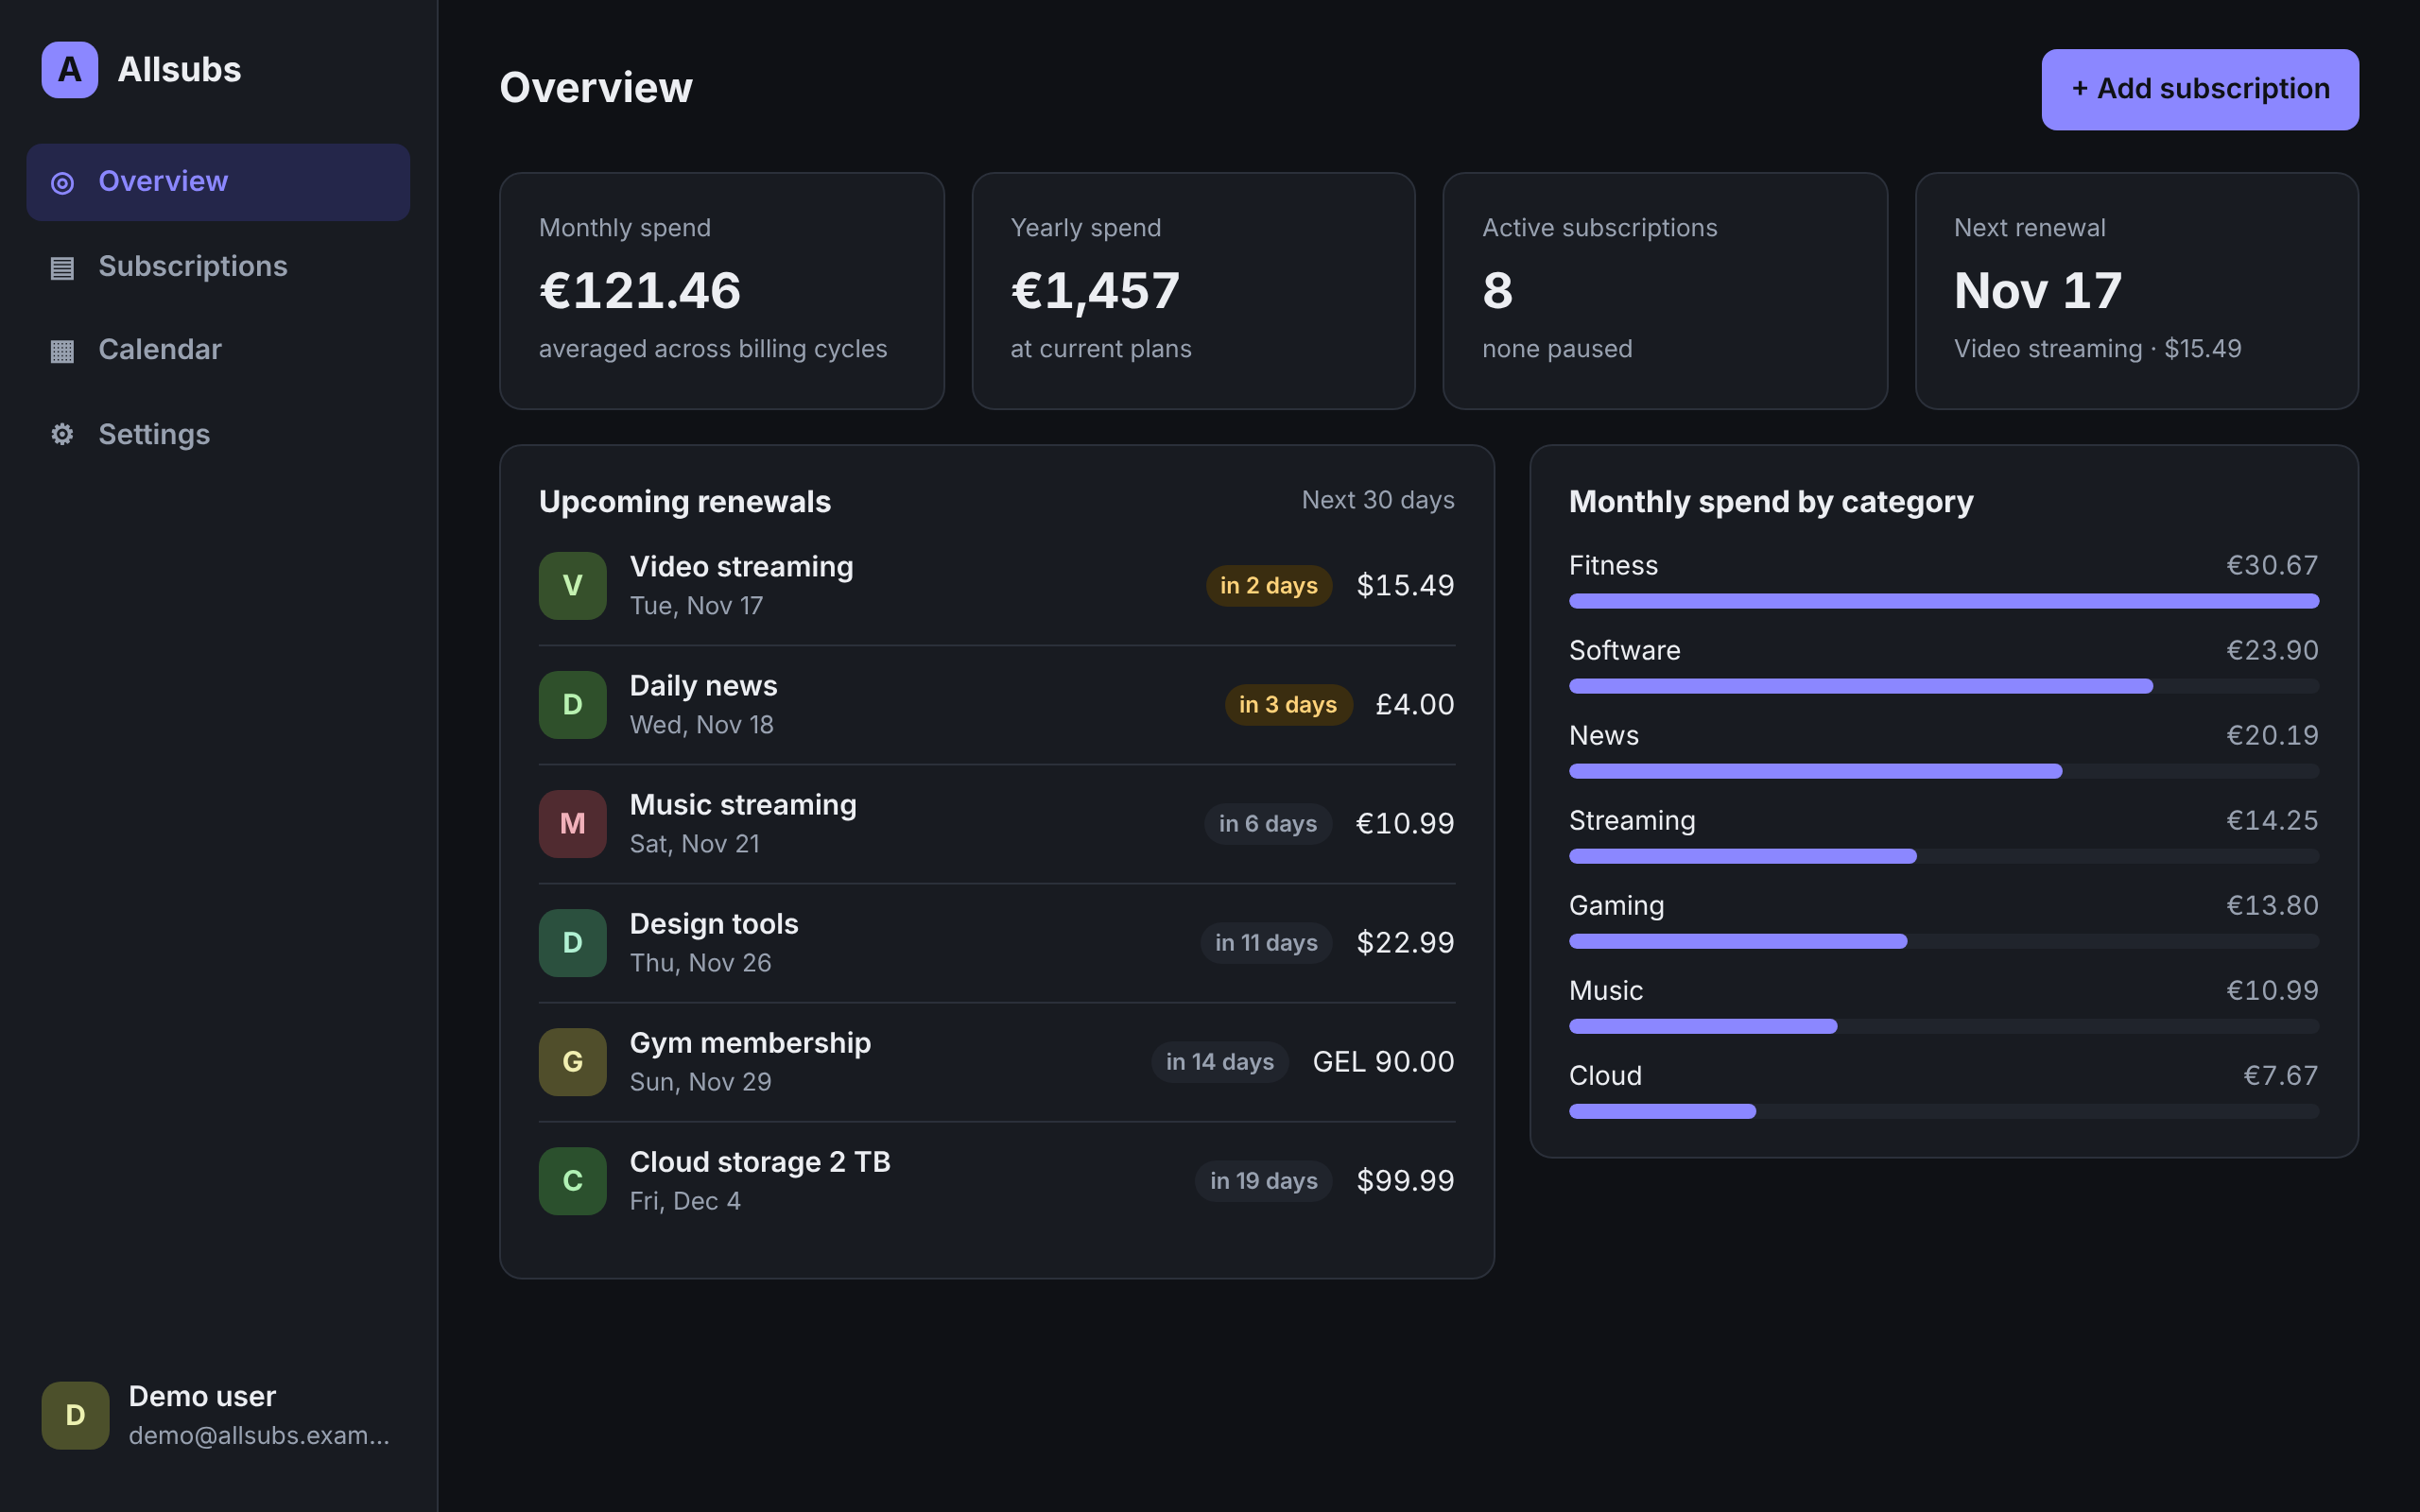 A Allsubs
◎ Overview
▤ Subscriptions
▦ Calendar
⚙ Settings
D Demo user
demo@allsubs.exam...
Overview
+ Add subscription
Monthly spend
€121.46
averaged across billing cycles
Yearly spend
€1,457
at current plans
Active subscriptions
8
none paused
Next renewal
Nov 17
Video streaming · $15.49
Upcoming renewals Next 30 days
V Video streaming in 2 days $15.49
Tue, Nov 17
D Daily news in 3 days £4.00
Wed, Nov 18
M Music streaming in 6 days €10.99
Sat, Nov 21
D Design tools in 11 days $22.99
Thu, Nov 26
G Gym membership in 14 days GEL 90.00
Sun, Nov 29
C Cloud storage 2 TB in 19 days $99.99
Fri, Dec 4
Monthly spend by category
Fitness €30.67
Software €23.90
News €20.19
Streaming €14.25
Gaming €13.80
Music €10.99
Cloud €7.67